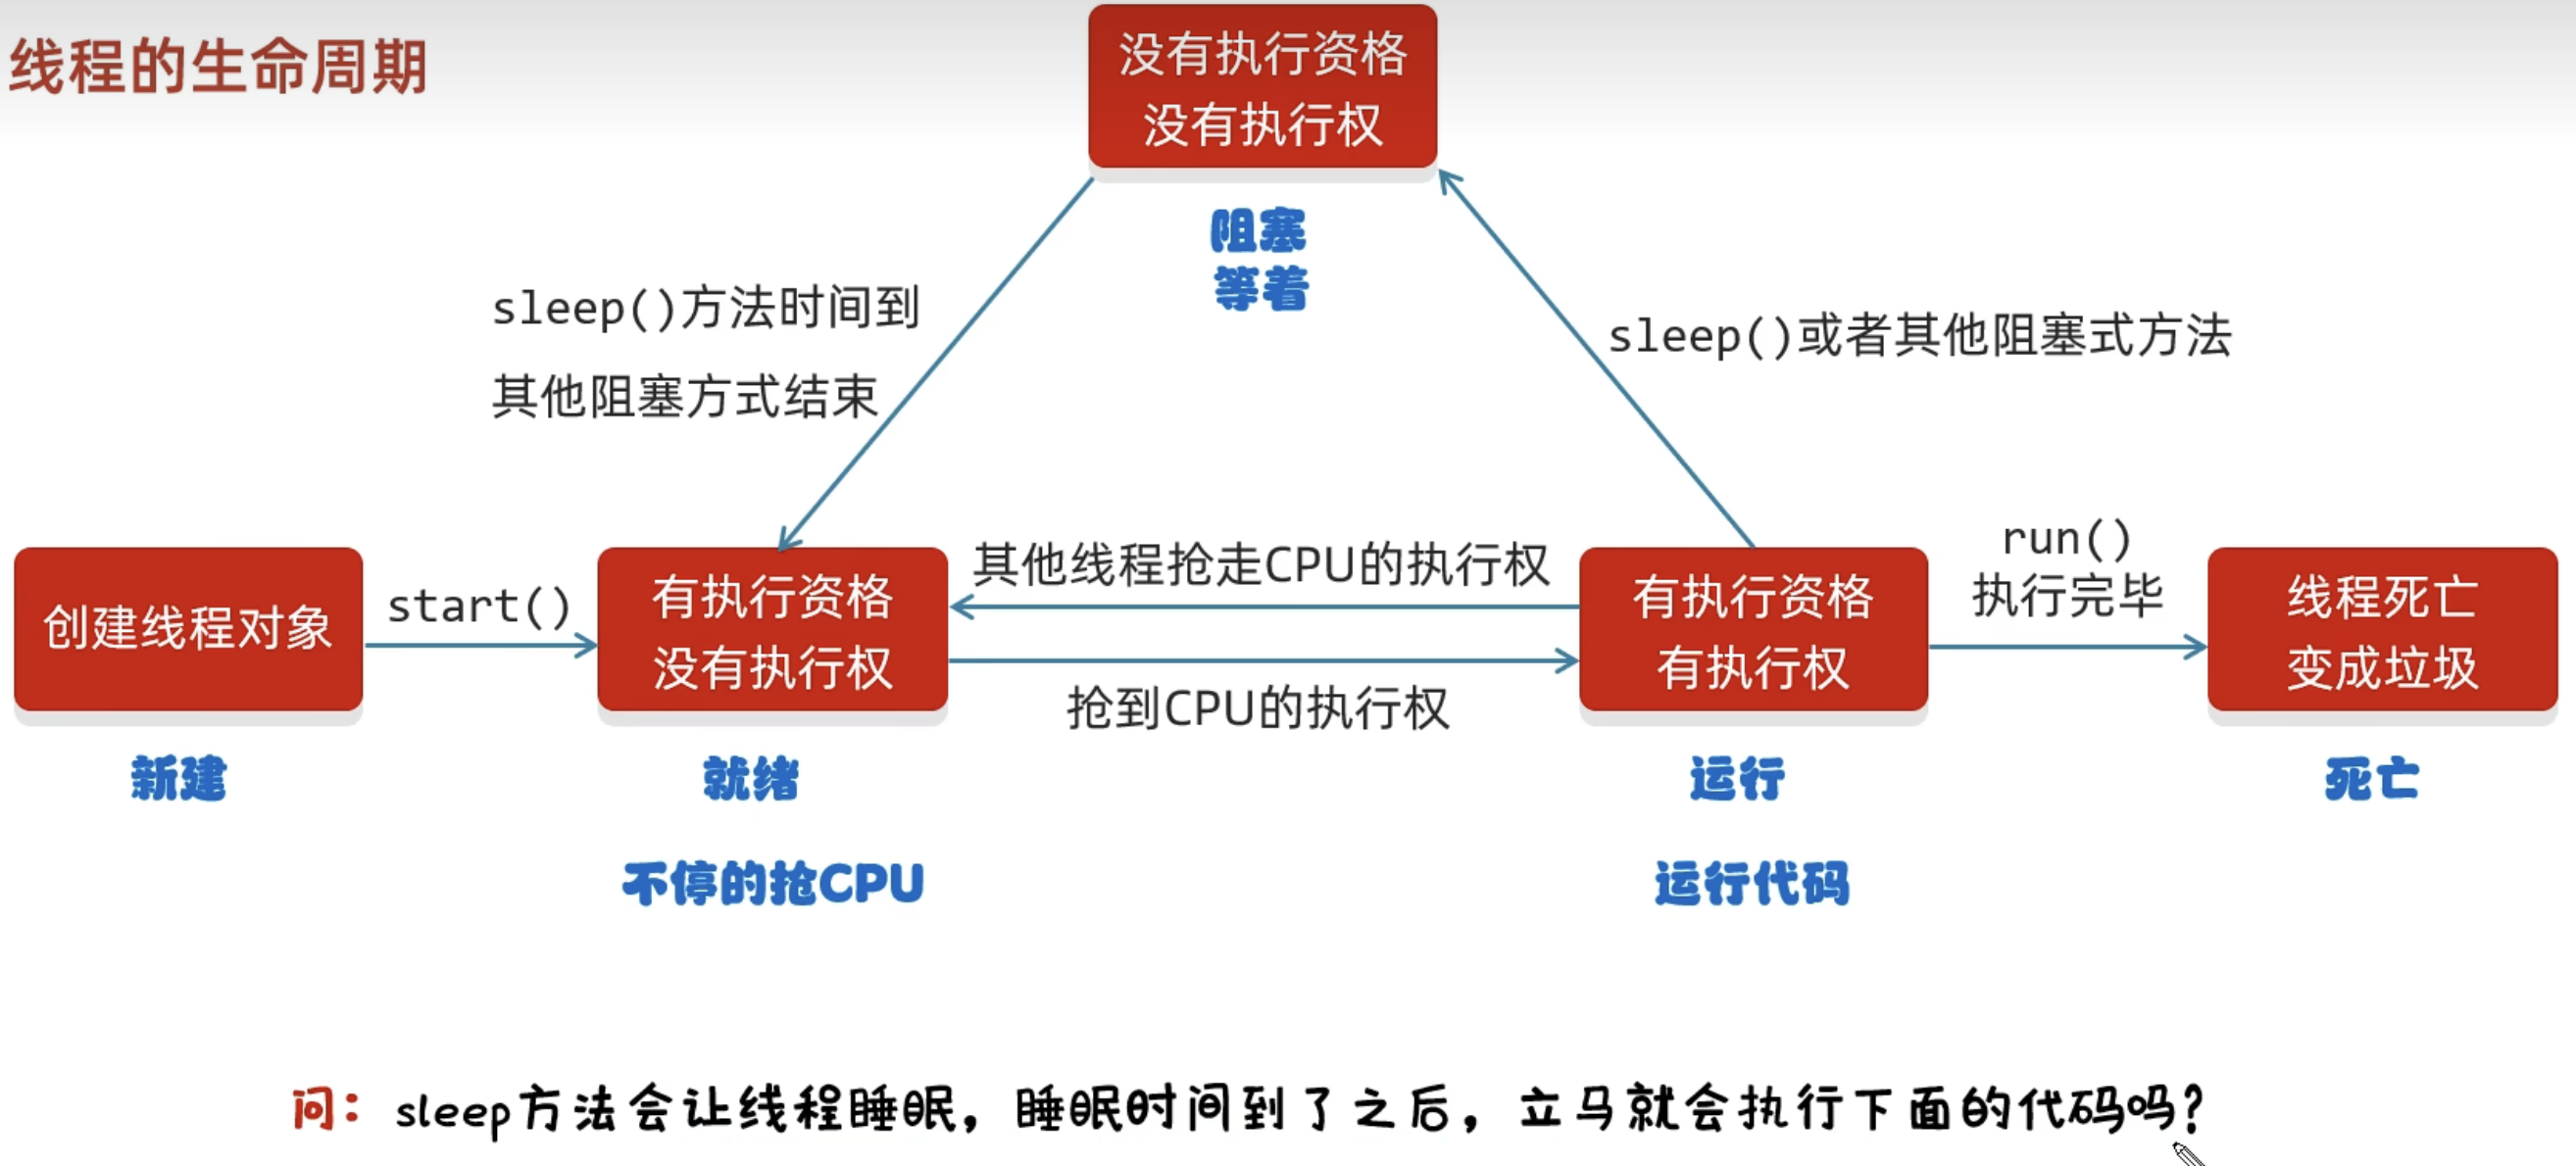 线程的生命周期
没有执行资格
没有执行权
阻塞
等着
sleep()方法时间到
其他阻塞方式结束
sleep()或者其他阻塞式方法
创建线程对象
新建
start()
有执行资格
没有执行权
就绪
不停的抢CPU
其他线程抢走CPU的执行权
抢到CPU的执行权
有执行资格
有执行权
运行
运行代码
run()
执行完毕
线程死亡
变成垃圾
死亡
问：sleep方法会让线程睡眠，睡眠时间到了之后，立马就会执行下面的代码吗？